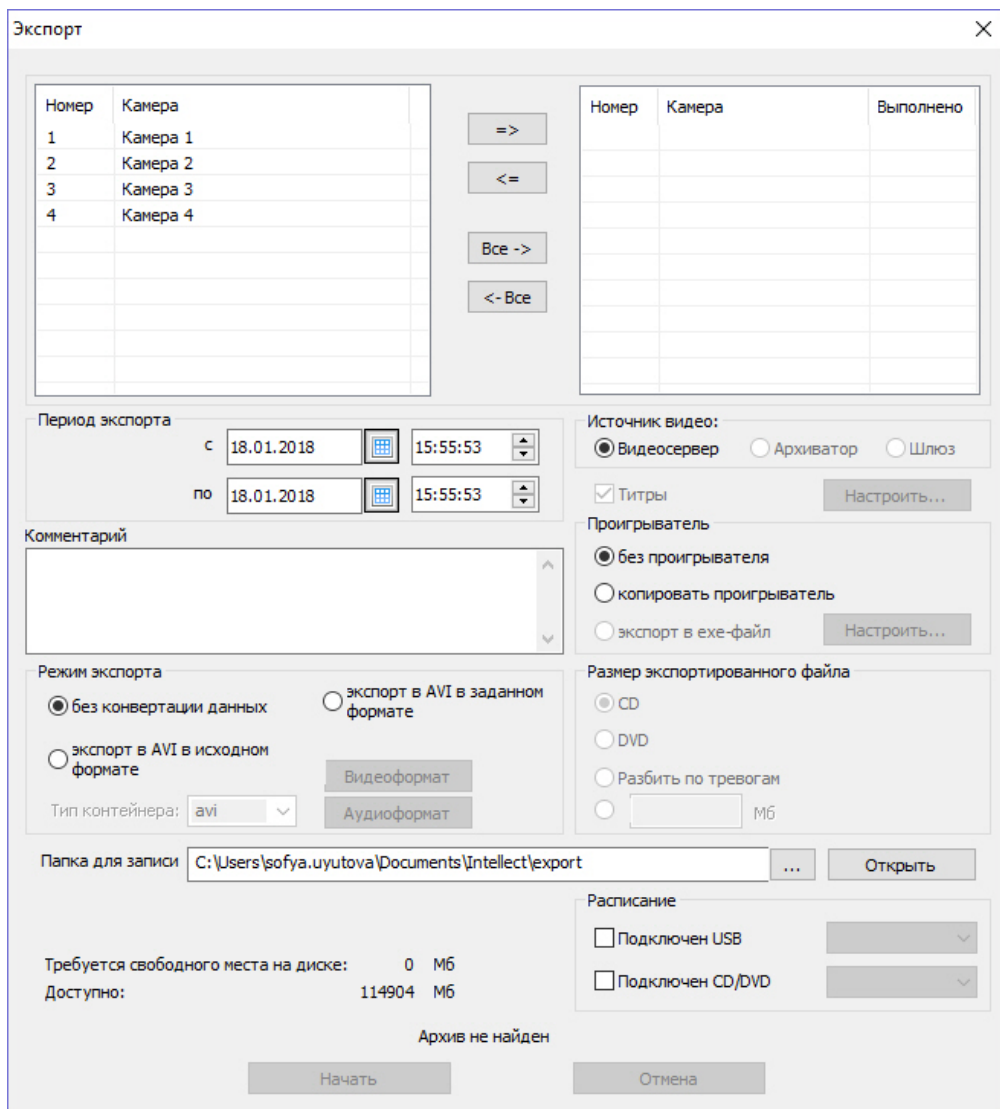 Экспорт
Номер Камера
1 Камера 1
2 Камера 2
3 Камера 3
4 Камера 4
=>
<=
Все ->
<- Все
Номер Камера Выполнено
Период экспорта
с 18.01.2018 15:55:53
по 18.01.2018 15:55:53
Источник видео:
Видеосервер Архиватор Шлюз
Титры Настроить...
Комментарий
Проигрыватель
без проигрывателя
копировать проигрыватель
экспорт в exe-файл Настроить...
Режим экспорта
без конвертации данных
экспорт в AVI в заданном
формате
экспорт в AVI в исходном
формате
Видеоформат
Тип контейнера: avi
Аудиоформат
Размер экспортированного файла
CD
DVD
Разбить по тревогам
Мб
Папка для записи C:\Users\sofya.uyutova\Documents\Intellect\export ... Открыть
Расписание
Подключен USB
Подключен CD/DVD
Требуется свободного места на диске: 0 Мб
Доступно: 114904 Мб
Архив не найден
Начать Отмена